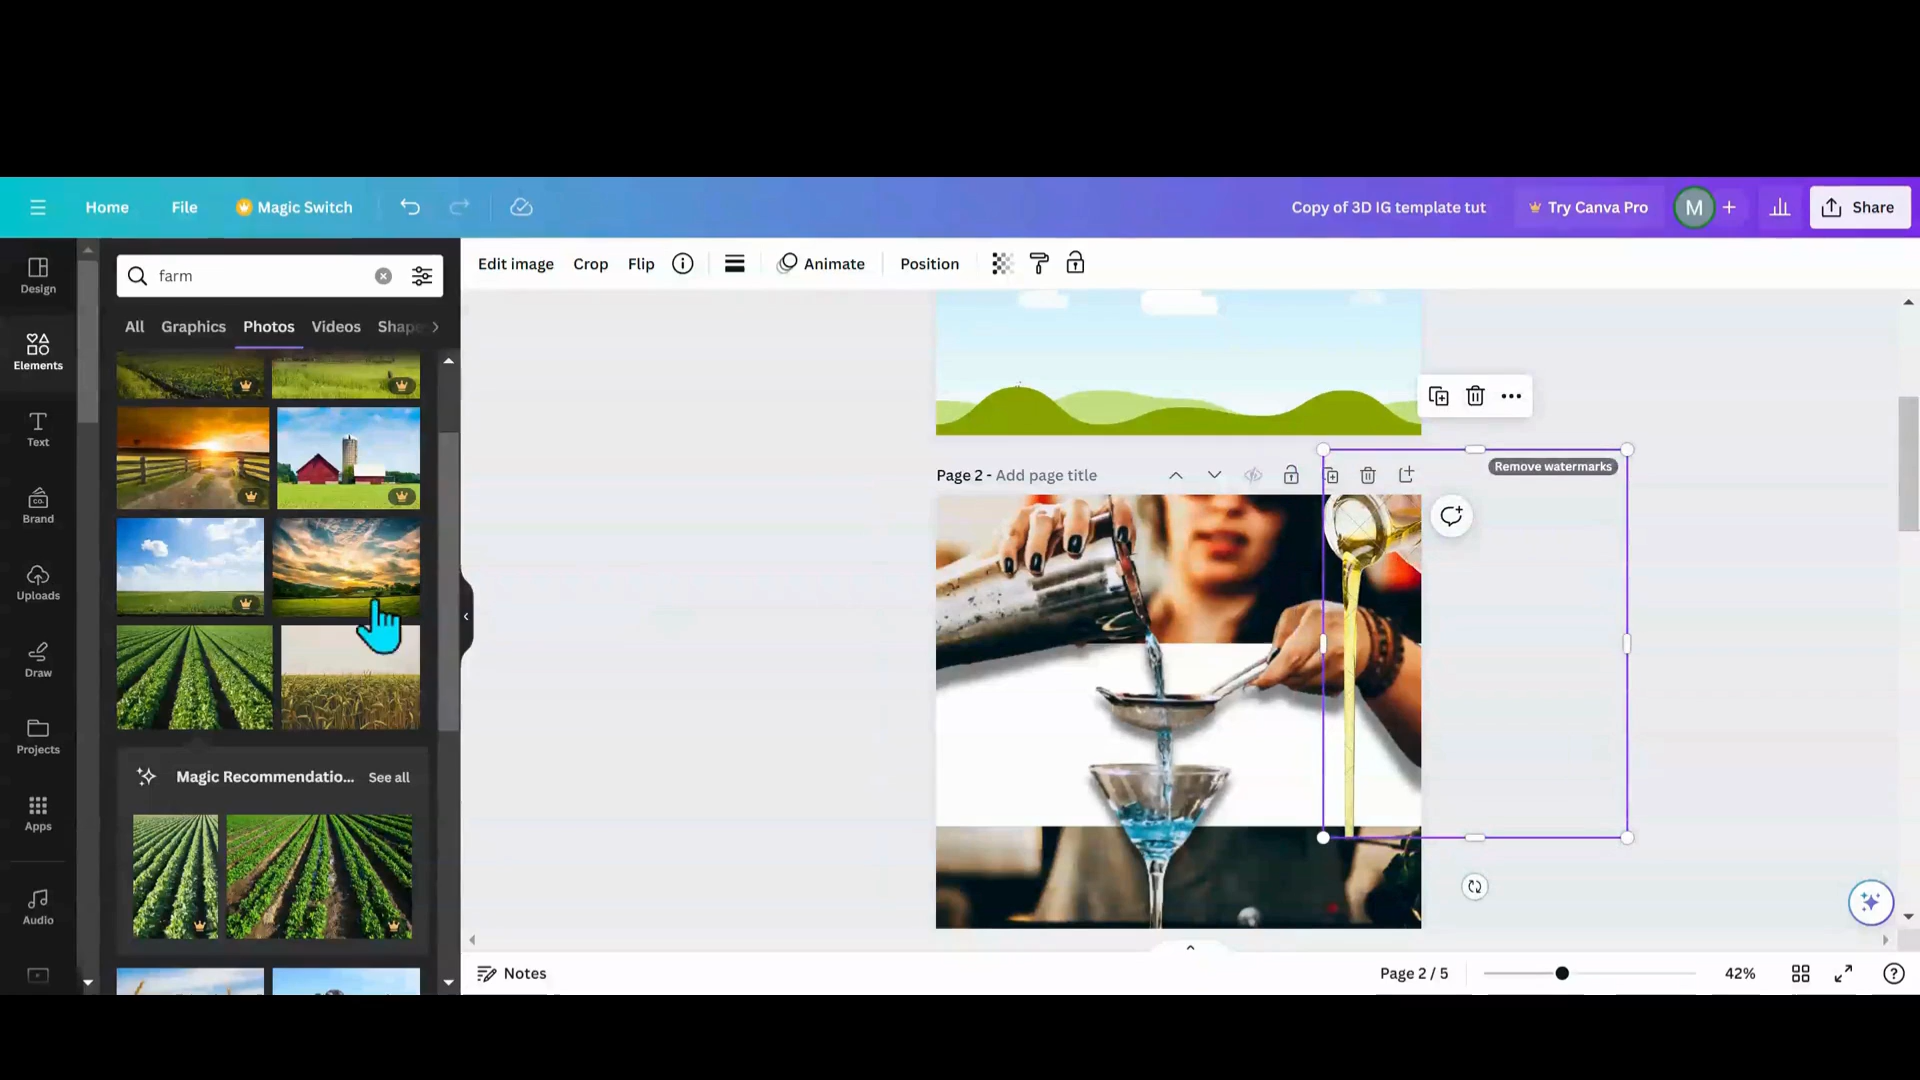 Home
File
Magic Switch
Copy of 3D IG template tut
Try Canva Pro
M
Share
Design
Elements
Text
Brand
Uploads
Draw
Projects
Apps
Audio
farm
All
Graphics
Photos
Videos
Shap
Magic Recommendatio...
See all
Edit image
Crop
Flip
Animate
Position
Page 2 - Add page title
Remove watermarks
Notes
Page 2 / 5
42%